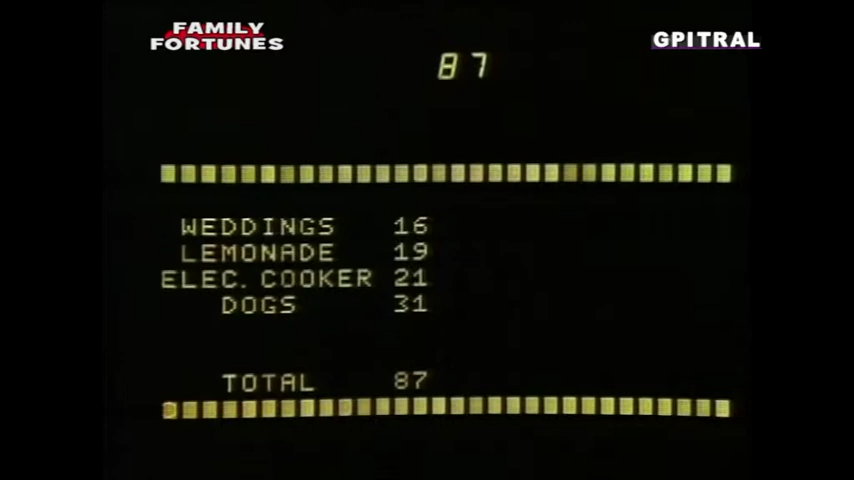 FAMILY
FORTUNES
GPITRAL
87
WEDDINGS 16
LEMONADE 19
ELEC. COOKER 21
DOGS 31
TOTAL 87